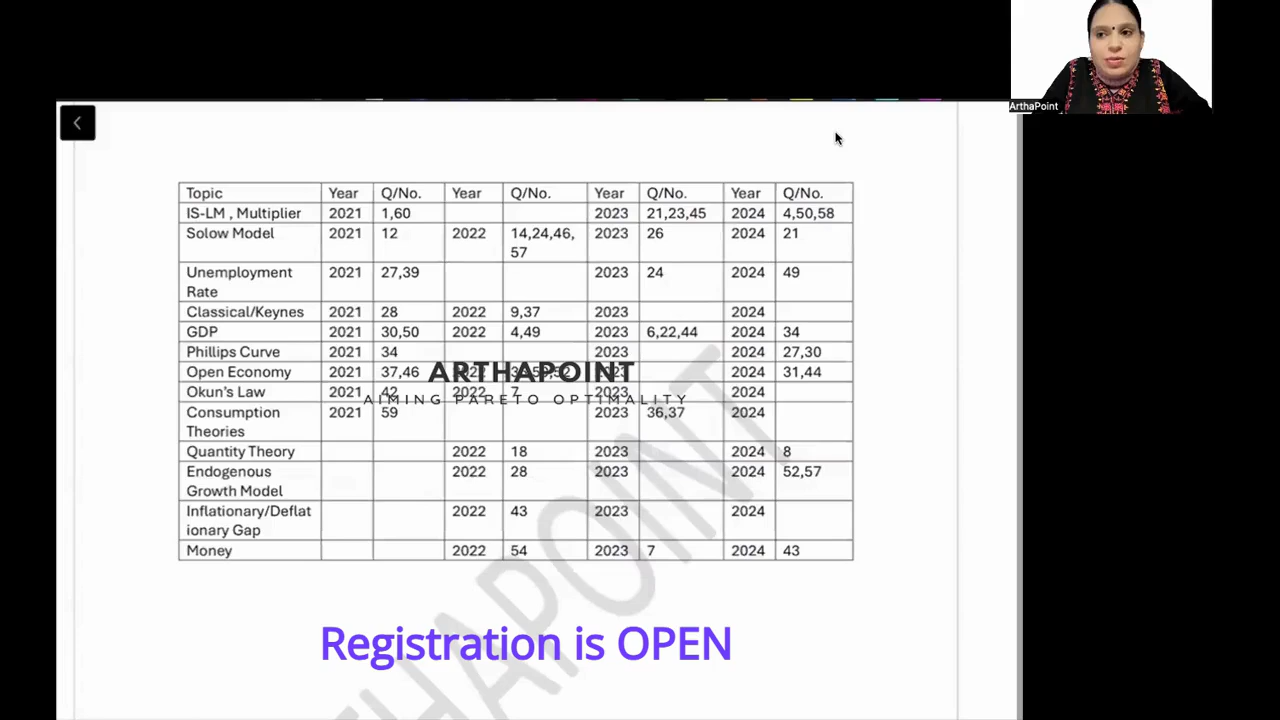 ArthaPoint
Topic Year Q/No. Year Q/No. Year Q/No. Year Q/No.
IS-LM , Multiplier 2021 1,60 2023 21,23,45 2024 4,50,58
Solow Model 2021 12 2022 14,24,46, 2023 26 2024 21
57
Unemployment 2021 27,39 2023 24 2024 49
Rate
Classical/Keynes 2021 28 2022 9,37 2023 2024
GDP 2021 30,50 2022 4,49 2023 6,22,44 2024 34
Phillips Curve 2021 34 2023 2024 27,30
Open Economy 2021 37,46 2022 2023 2024 31,44
ARTHAPOINT
Okun's Law 2021 42 2022 7 2023 2024
AIMING PARETO OPTIMALITY
Consumption 2021 59 2023 36,37 2024
Theories
Quantity Theory 2022 18 2023 2024 8
Endogenous 2022 28 2023 2024 52,57
Growth Model
Inflationary/Deflat 2022 43 2023 2024
ionary Gap
Money 2022 54 2023 7 2024 43
Registration is OPEN